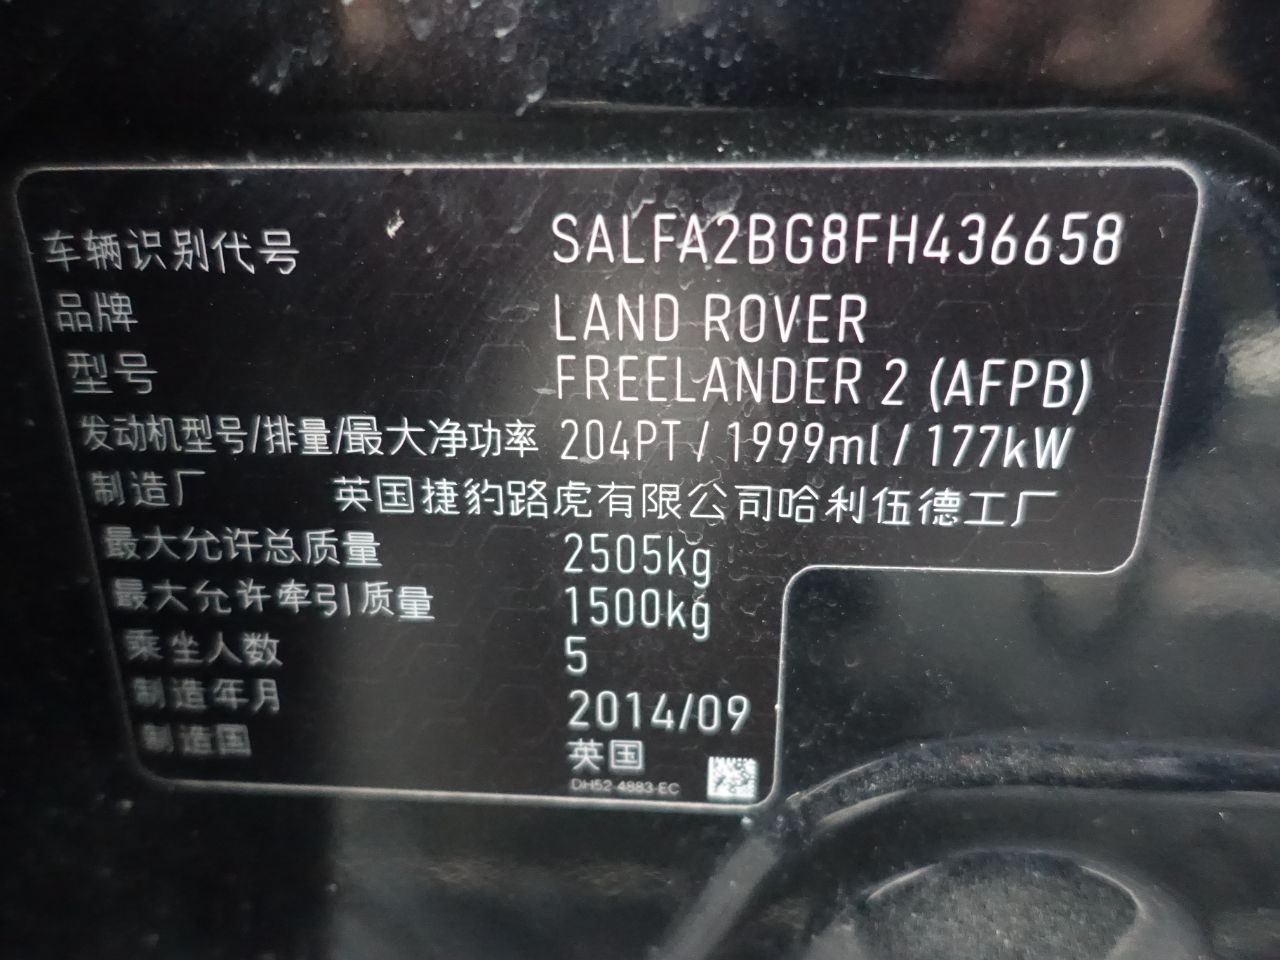 车辆识别代号 SALFA2BG8FH436658
品牌 LAND ROVER
型号 FREELANDER 2 (AFPB)
发动机型号/排量/最大净功率 204PT / 1999ml / 177kW
制造厂 英国捷豹路虎有限公司哈利伍德工厂
最大允许总质量 2505kg
最大允许牵引质量 1500kg
乘坐人数 5
制造年月 2014/09
制造国 英国
DH52 4883 EC